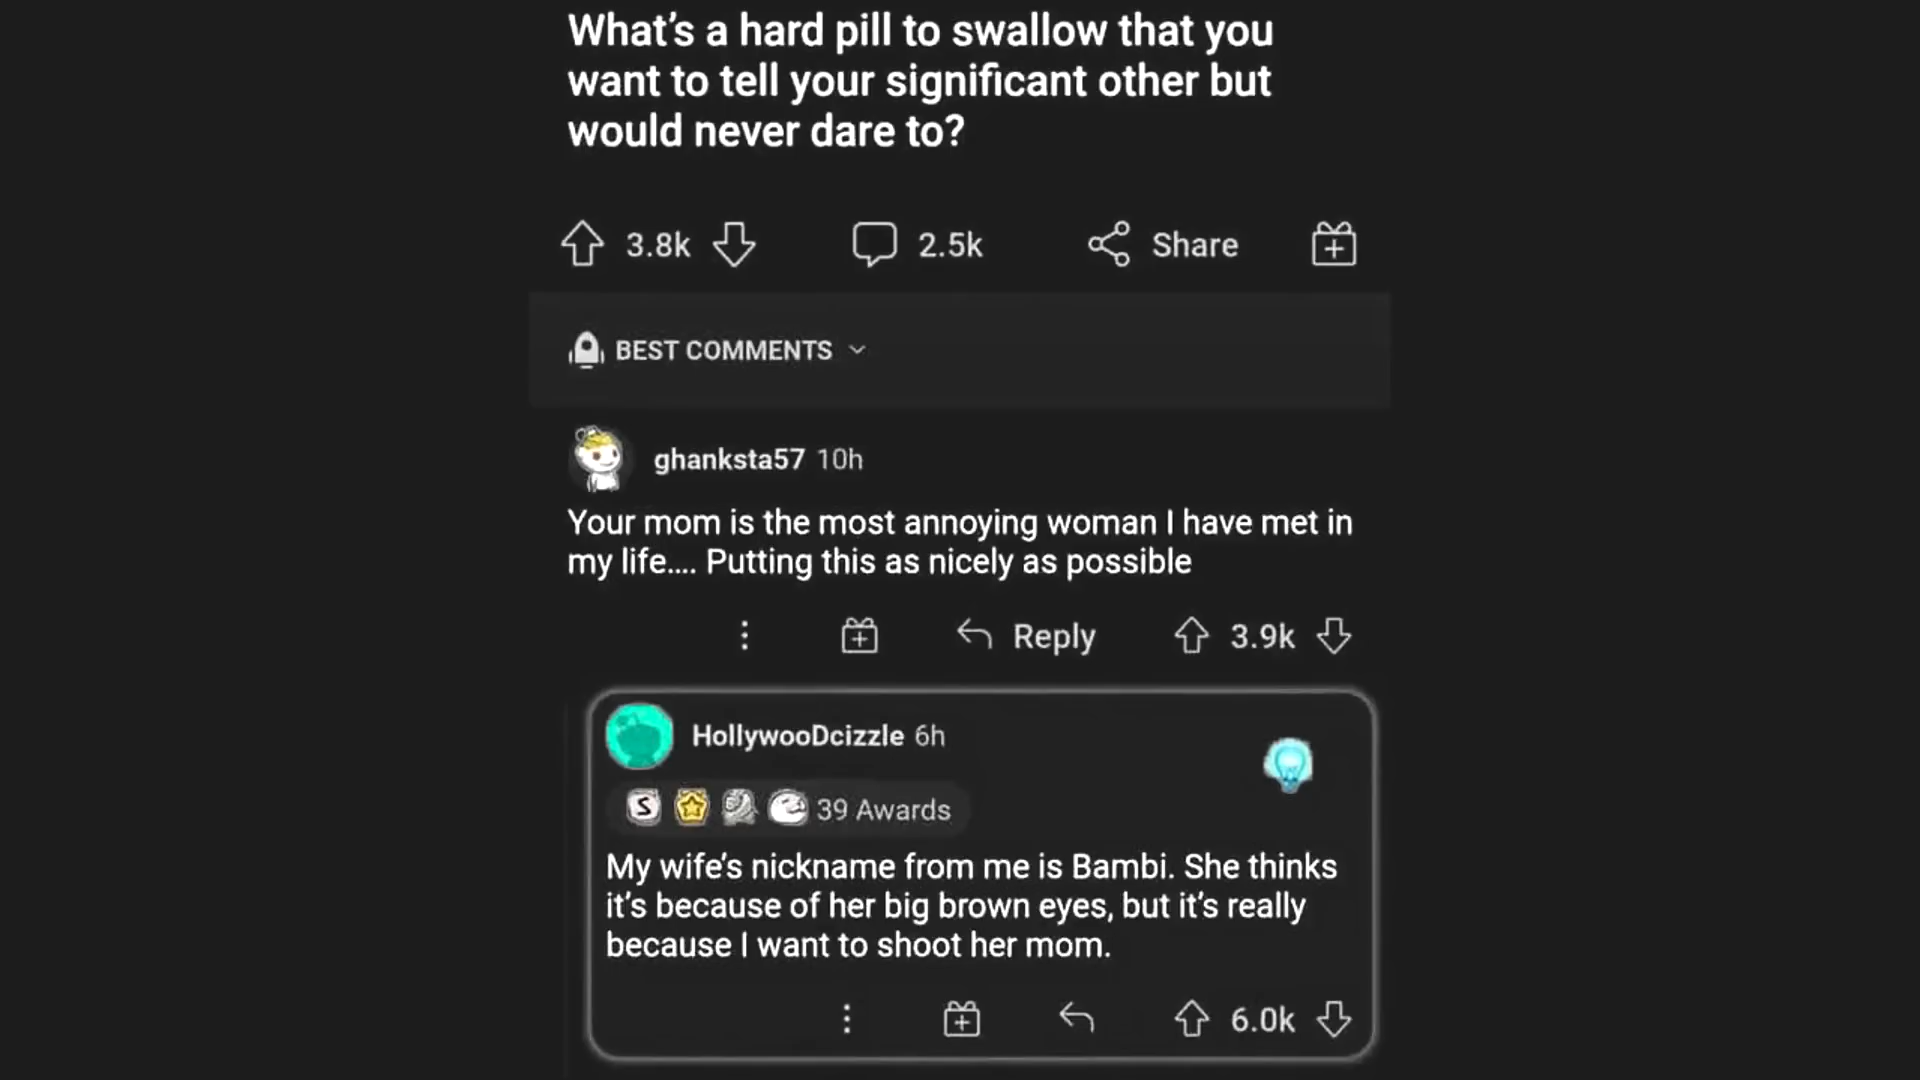 What's a hard pill to swallow that you
want to tell your significant other but
would never dare to?
3.8k
2.5k
Share
BEST COMMENTS
ghanksta57 10h
Your mom is the most annoying woman I have met in
my life.... Putting this as nicely as possible
Reply
3.9k
HollywooDcizzle 6h
S
39 Awards
My wife's nickname from me is Bambi. She thinks
it's because of her big brown eyes, but it's really
because I want to shoot her mom.
6.0k